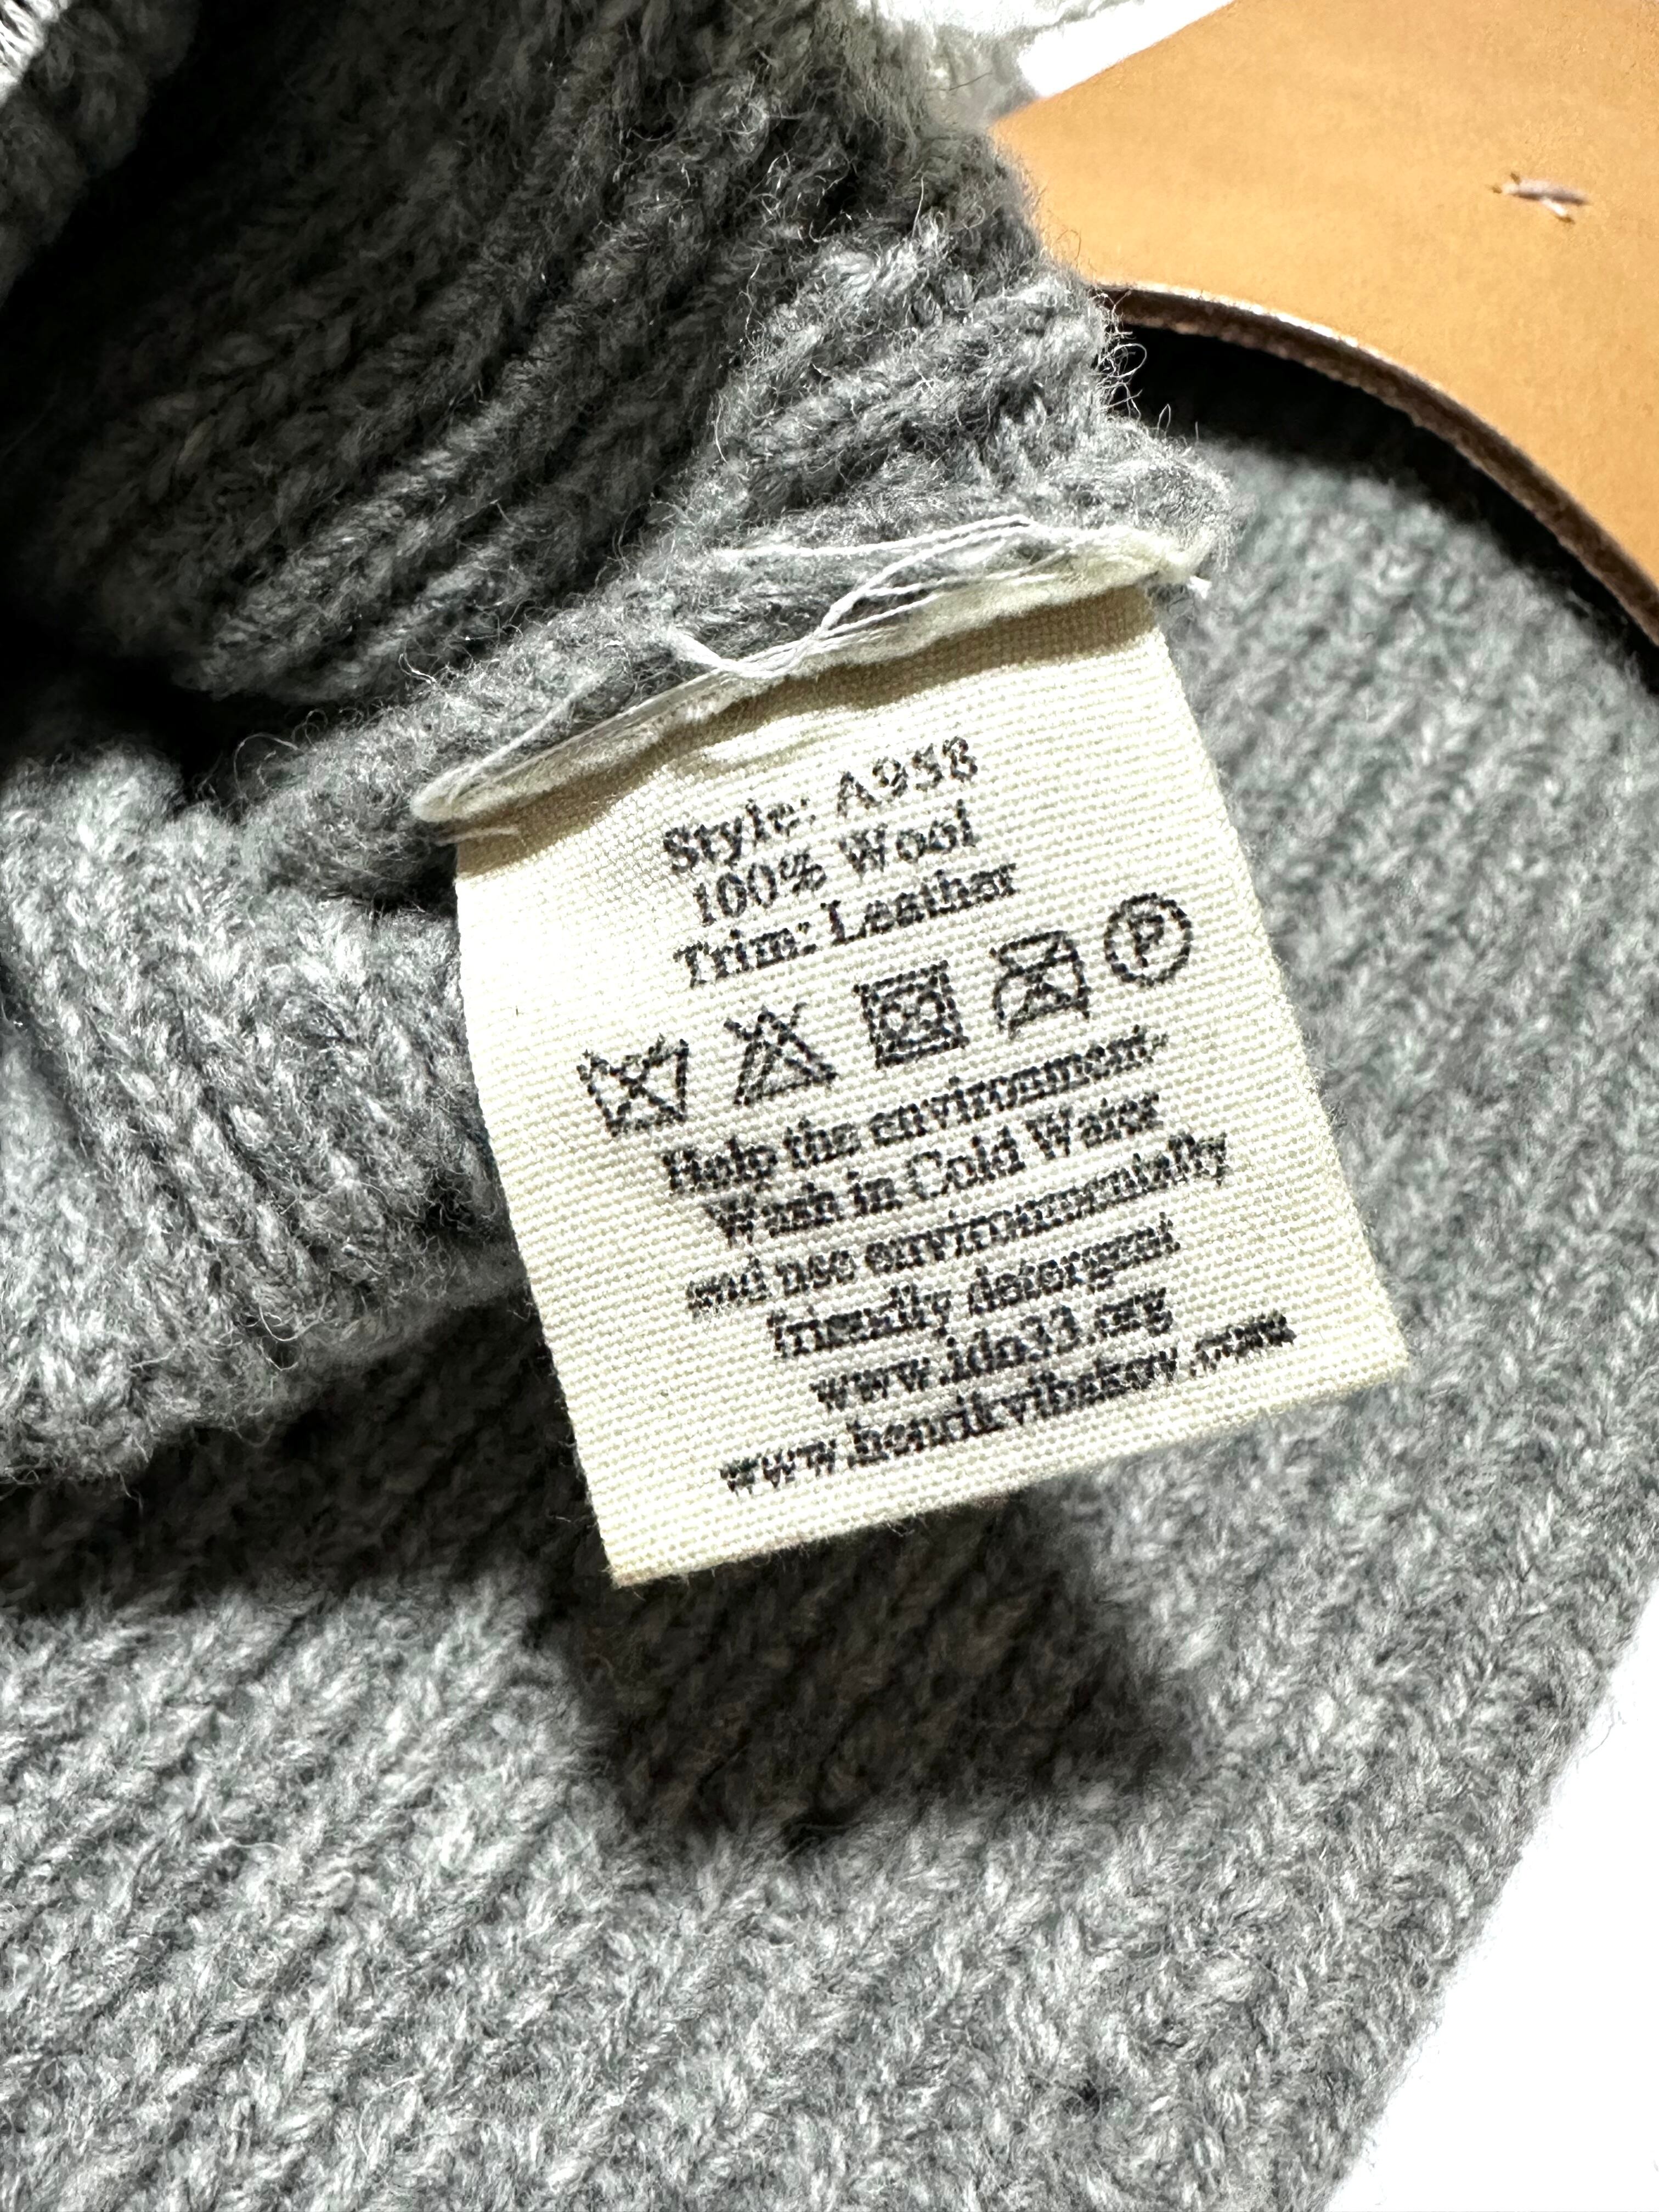 Style: A958
100% Wool
Trim: Leather
P
Help the environment-
Wash in Cold Water
and use environmentally
friendly detergent
www.ido33.org
www.henrikvibskov.com